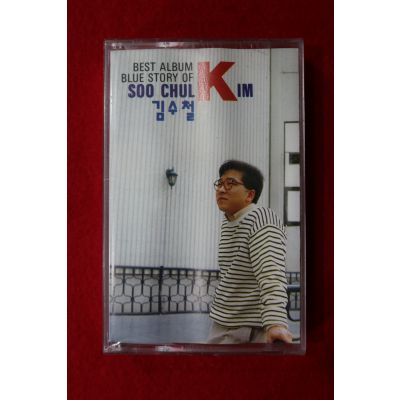 BEST ALBUM
BLUE STORY OF
SOO CHUL KIM
김수철